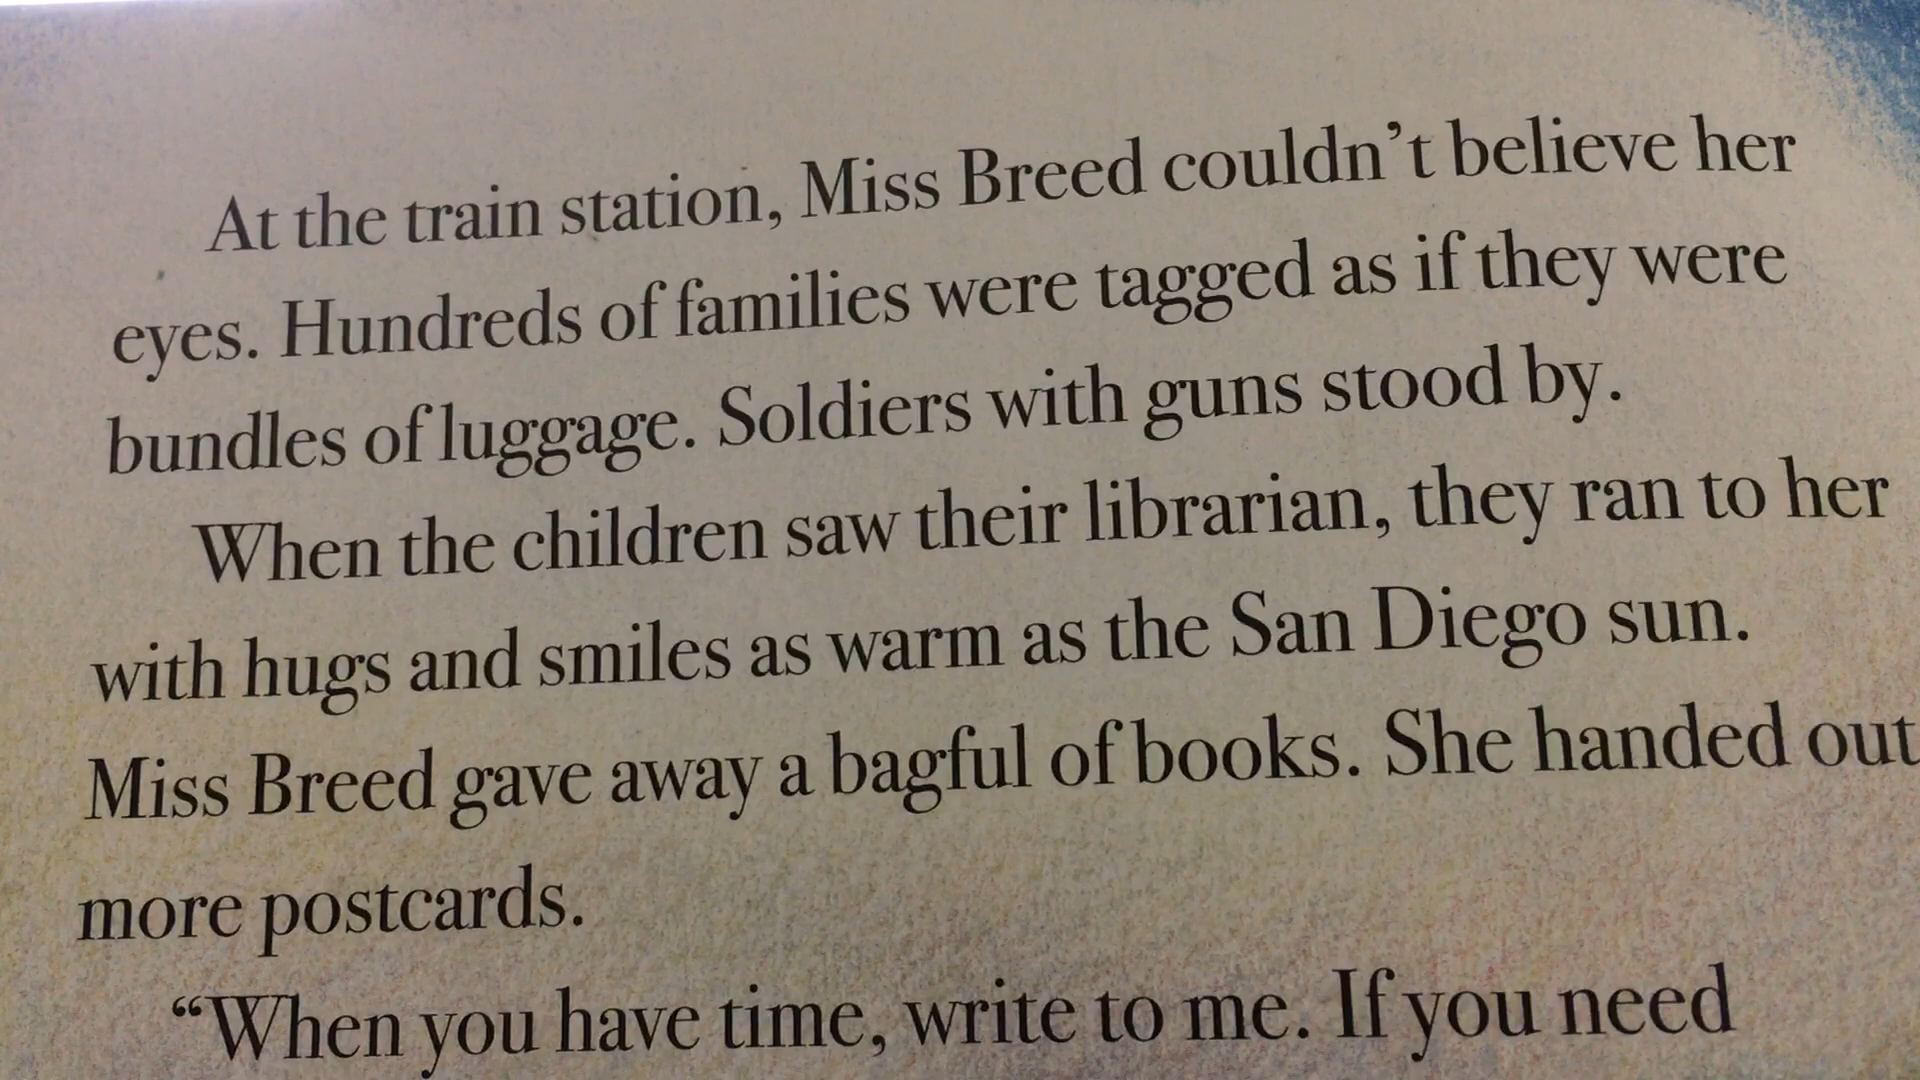 At the train station, Miss Breed couldn’t believe her
eyes. Hundreds of families were tagged as if they were
bundles of luggage. Soldiers with guns stood by.
When the children saw their librarian, they ran to her
with hugs and smiles as warm as the San Diego sun.
Miss Breed gave away a bagful of books. She handed out
more postcards.
“When you have time, write to me. If you need